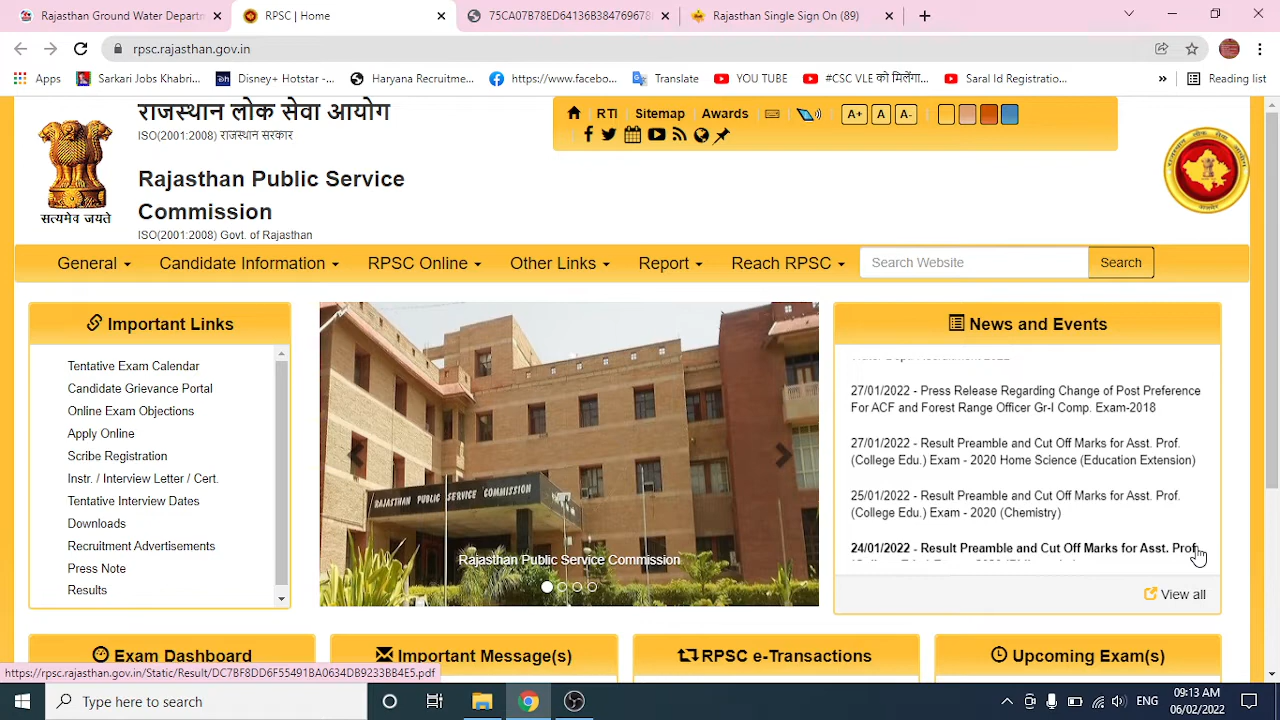 Rajasthan Ground Water Departm
RPSC | Home
75CA07B78ED64136B384769678
Rajasthan Single Sign On (89)
rpsc.rajasthan.gov.in
Apps
Sarkari Jobs Khabri...
Disney+ Hotstar -...
Haryana Recruitme...
https://www.facebo...
Translate
YOU TUBE
#CSC VLE को मिलेंगा...
Saral Id Registratio...
»
Reading list
राजस्थान लोक सेवा आयोग
ISO(2001:2008) राजस्थान सरकार
Rajasthan Public Service
Commission
ISO(2001:2008) Govt. of Rajasthan
सत्यमेव जयते
RTI
Sitemap
Awards
A+
A
A-
General
Candidate Information
RPSC Online
Other Links
Report
Reach RPSC
Search Website
Search
Important Links
Tentative Exam Calendar
Candidate Grievance Portal
Online Exam Objections
Apply Online
Scribe Registration
Instr. / Interview Letter / Cert.
Tentative Interview Dates
Downloads
Recruitment Advertisements
Press Note
Results
RAJASTHAN PUBLIC SERVICE COMMISSION
Rajasthan Public Service Commission
News and Events
27/01/2022 - Press Release Regarding Change of Post Preference
For ACF and Forest Range Officer Gr-I Comp. Exam-2018
27/01/2022 - Result Preamble and Cut Off Marks for Asst. Prof.
(College Edu.) Exam - 2020 Home Science (Education Extension)
25/01/2022 - Result Preamble and Cut Off Marks for Asst. Prof.
(College Edu.) Exam - 2020 (Chemistry)
24/01/2022 - Result Preamble and Cut Off Marks for Asst. Prof.
View all
Exam Dashboard
Important Message(s)
RPSC e-Transactions
Upcoming Exam(s)
https://rpsc.rajasthan.gov.in/Static/Result/DC7BF8DD6F55491BA0634DB9233BB4E5.pdf
Type here to search
ENG
09:13 AM
06/02/2022